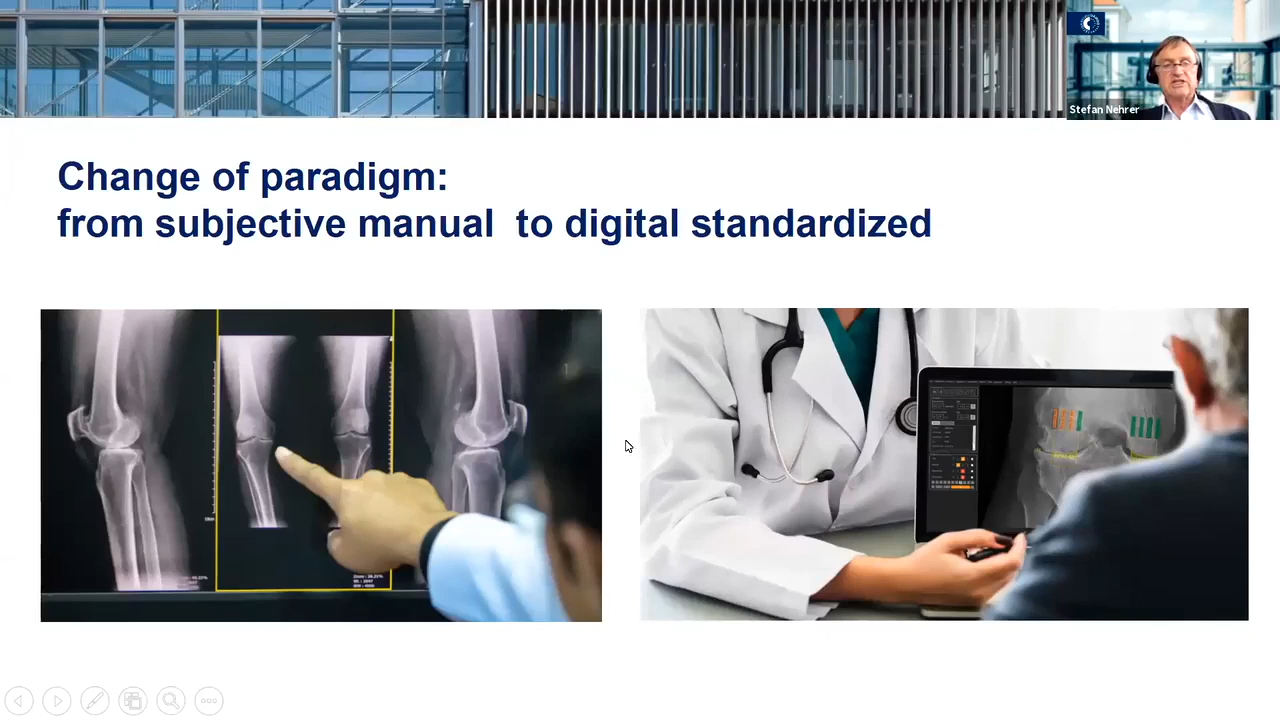 Stefan Nehrer
Change of paradigm:
from subjective manual to digital standardized